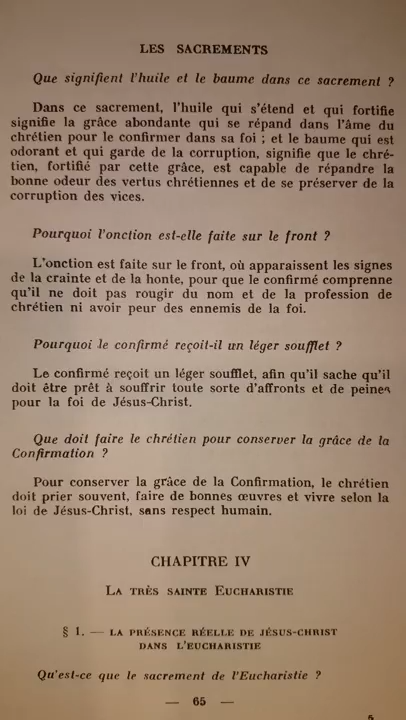 LES SACREMENTS
Que signifient l'huile et le baume dans ce sacrement ?
Dans ce sacrement, l'huile qui s'étend et qui fortifie
signifie la grâce abondante qui se répand dans l'âme du
chrétien pour le confirmer dans sa foi ; et le baume qui est
odorant et qui garde de la corruption, signifie que le chré-
tien, fortifié par cette grâce, est capable de répandre la
bonne odeur des vertus chrétiennes et de se préserver de la
corruption des vices.
Pourquoi l'onction est-elle faite sur le front ?
L'onction est faite sur le front, où apparaissent les signes
de la crainte et de la honte, pour que le confirmé comprenne
qu'il ne doit pas rougir du nom et de la profession de
chrétien ni avoir peur des ennemis de la foi.
Pourquoi le confirmé reçoit-il un léger soufflet ?
Le confirmé reçoit un léger soufflet, afin qu'il sache qu'il
doit être prêt à souffrir toute sorte d'affronts et de peines
pour la foi de Jésus-Christ.
Que doit faire le chrétien pour conserver la grâce de la
Confirmation ?
Pour conserver la grâce de la Confirmation, le chrétien
doit prier souvent, faire de bonnes œuvres et vivre selon la
loi de Jésus-Christ, sans respect humain.
CHAPITRE IV
LA TRÈS SAINTE EUCHARISTIE
§ 1. — LA PRÉSENCE RÉELLE DE JÉSUS-CHRIST
DANS L'EUCHARISTIE
Qu'est-ce que le sacrement de l'Eucharistie ?
— 65 —
5